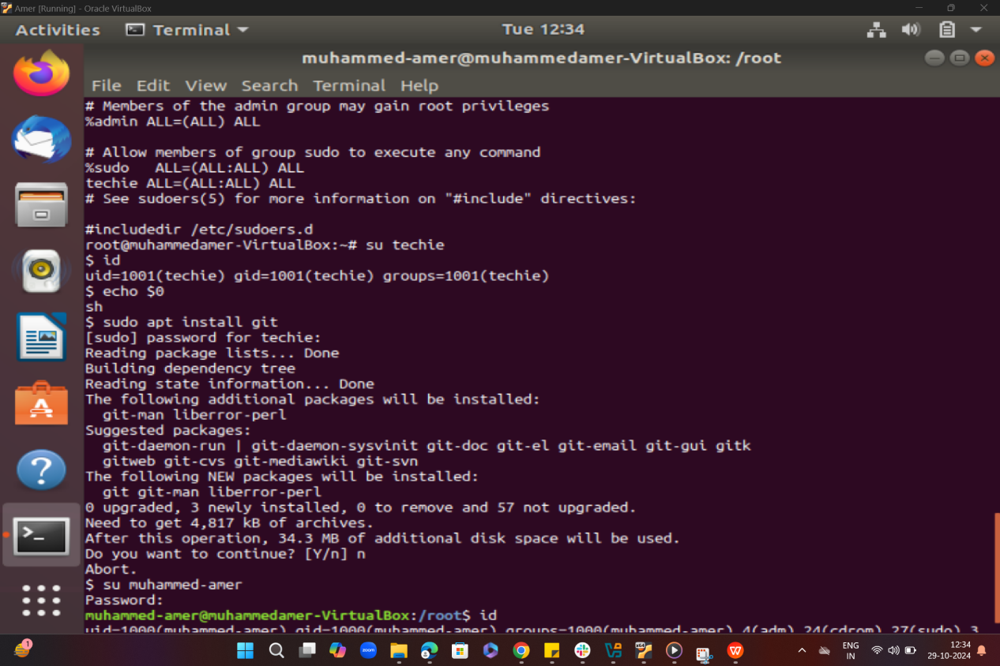 Amer [Running] - Oracle VirtualBox
Activities Terminal Tue 12:34
muhammed-amer@muhammedamer-VirtualBox: /root
File Edit View Search Terminal Help
# Members of the admin group may gain root privileges
%admin ALL=(ALL) ALL
# Allow members of group sudo to execute any command
%sudo   ALL=(ALL:ALL) ALL
techie ALL=(ALL:ALL) ALL
# See sudoers(5) for more information on "#include" directives:
#includedir /etc/sudoers.d
root@muhammedamer-VirtualBox:~# su techie
$ id
uid=1001(techie) gid=1001(techie) groups=1001(techie)
$ echo $0
sh
$ sudo apt install git
[sudo] password for techie:
Reading package lists... Done
Building dependency tree
Reading state information... Done
The following additional packages will be installed:
  git-man liberror-perl
Suggested packages:
  git-daemon-run | git-daemon-sysvinit git-doc git-el git-email git-gui gitk
  gitweb git-cvs git-mediawiki git-svn
The following NEW packages will be installed:
  git git-man liberror-perl
0 upgraded, 3 newly installed, 0 to remove and 57 not upgraded.
Need to get 4,817 kB of archives.
After this operation, 34.3 MB of additional disk space will be used.
Do you want to continue? [Y/n] n
Abort.
$ su muhammed-amer
Password:
muhammed-amer@muhammedamer-VirtualBox:/root$ id
uid=1000(muhammed-amer) gid=1000(muhammed-amer) groups=1000(muhammed-amer),4(adm),24(cdrom),27(sudo),3
1
zoom
ENG
IN
12:34
29-10-2024